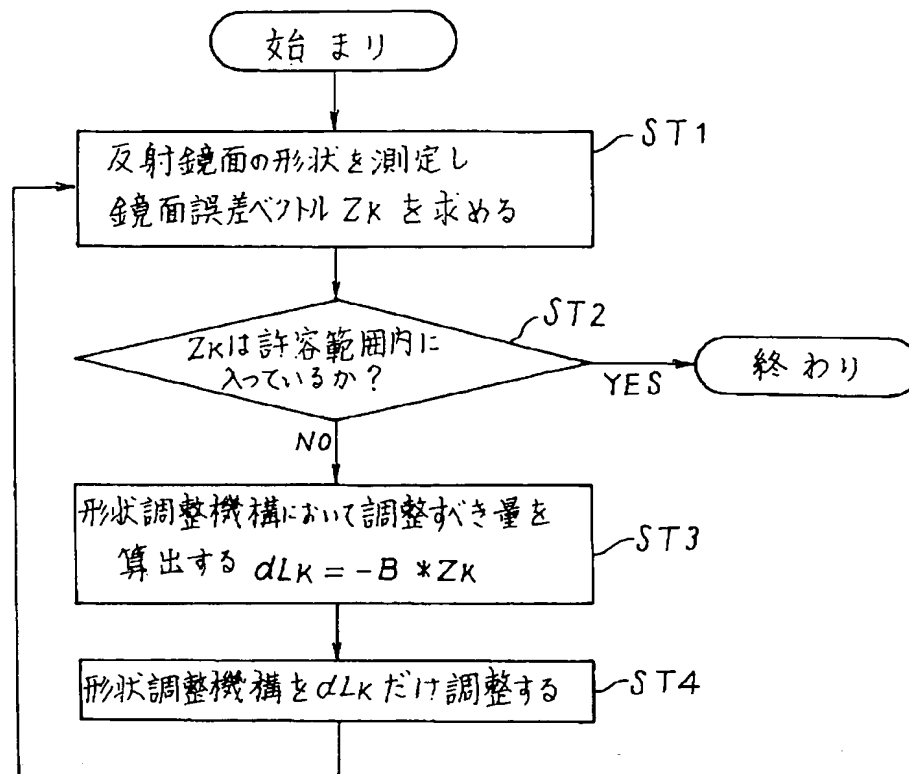 始まり
ST1
反射鏡面の形状を測定し
鏡面誤差ベクトル ZK を求める
ST2
ZKは許容範囲内に
入っているか?
YES
終わり
NO
形状調整機構において調整すべき量を
算出する dLK = -B * ZK
ST3
形状調整機構を dLK だけ調整する
ST4